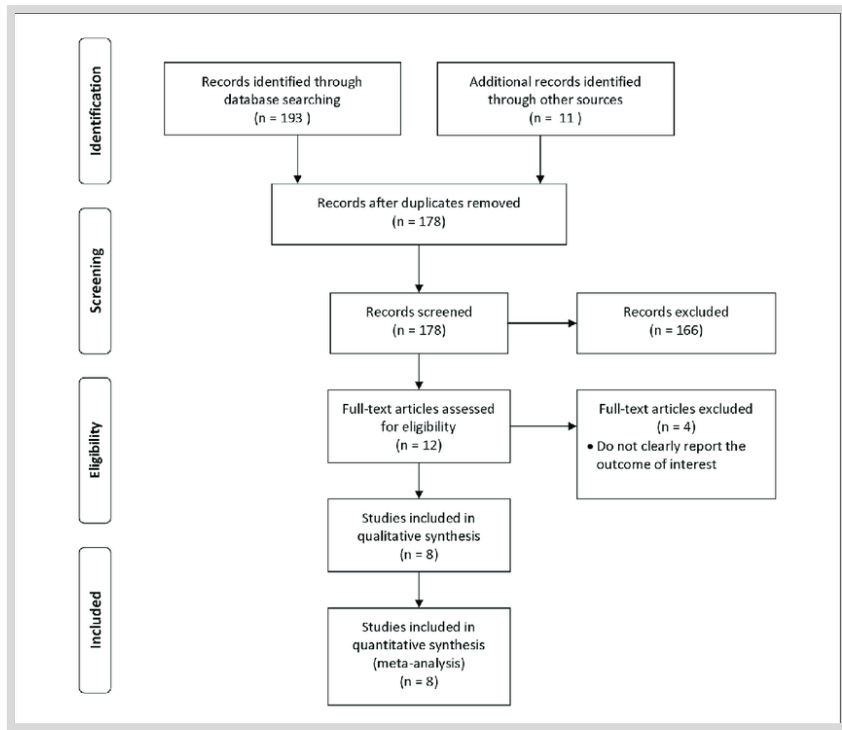 Identification
Records identified through
database searching
(n = 193 )
Additional records identified
through other sources
(n = 11 )
Records after duplicates removed
(n = 178)
Screening
Records screened
(n = 178)
Records excluded
(n = 166)
Eligibility
Full-text articles assessed
for eligibility
(n = 12)
Full-text articles excluded
(n = 4)
• Do not clearly report the
outcome of interest
Studies included in
qualitative synthesis
(n = 8)
Included
Studies included in
quantitative synthesis
(meta-analysis)
(n = 8)